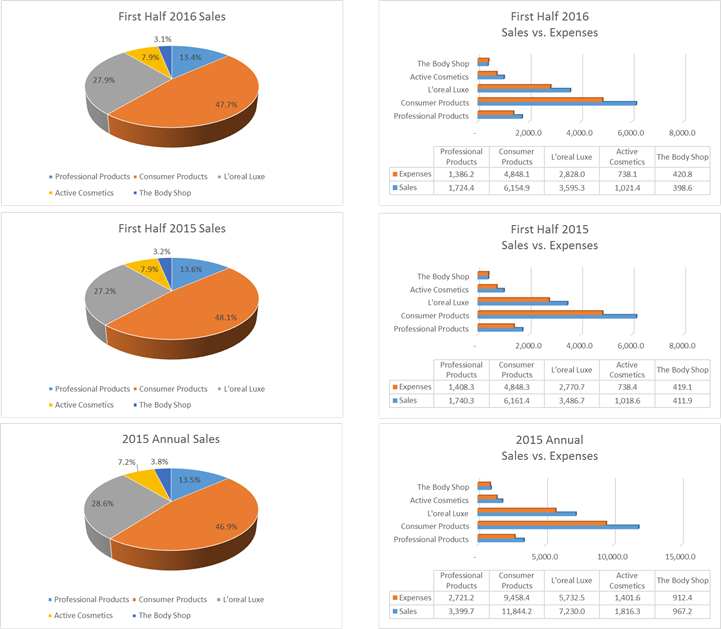 First Half 2016 Sales
3.1%
7.9%
13.4%
27.9%
47.7%
Professional Products Consumer Products L'oreal Luxe
Active Cosmetics The Body Shop
First Half 2016
Sales vs. Expenses
The Body Shop
Active Cosmetics
L'oreal Luxe
Consumer Products
Professional Products
- 2,000.0 4,000.0 6,000.0 8,000.0
Professional Products Consumer Products L'oreal Luxe Active Cosmetics The Body Shop
Expenses 1,386.2 4,848.1 2,828.0 738.1 420.8
Sales 1,724.4 6,154.9 3,595.3 1,021.4 398.6
First Half 2015 Sales
3.2%
7.9%
13.6%
27.2%
48.1%
Professional Products Consumer Products L'oreal Luxe
Active Cosmetics The Body Shop
First Half 2015
Sales vs. Expenses
The Body Shop
Active Cosmetics
L'oreal Luxe
Consumer Products
Professional Products
- 2,000.0 4,000.0 6,000.0 8,000.0
Professional Products Consumer Products L'oreal Luxe Active Cosmetics The Body Shop
Expenses 1,408.3 4,848.3 2,770.7 738.4 419.1
Sales 1,740.3 6,161.4 3,486.7 1,018.6 411.9
2015 Annual Sales
7.2%
3.8%
13.5%
28.6%
46.9%
Professional Products Consumer Products L'oreal Luxe
Active Cosmetics The Body Shop
2015 Annual
Sales vs. Expenses
The Body Shop
Active Cosmetics
L'oreal Luxe
Consumer Products
Professional Products
- 5,000.0 10,000.0 15,000.0
Professional Products Consumer Products L'oreal Luxe Active Cosmetics The Body Shop
Expenses 2,721.2 9,458.4 5,732.5 1,401.6 912.4
Sales 3,399.7 11,844.2 7,230.0 1,816.3 967.2